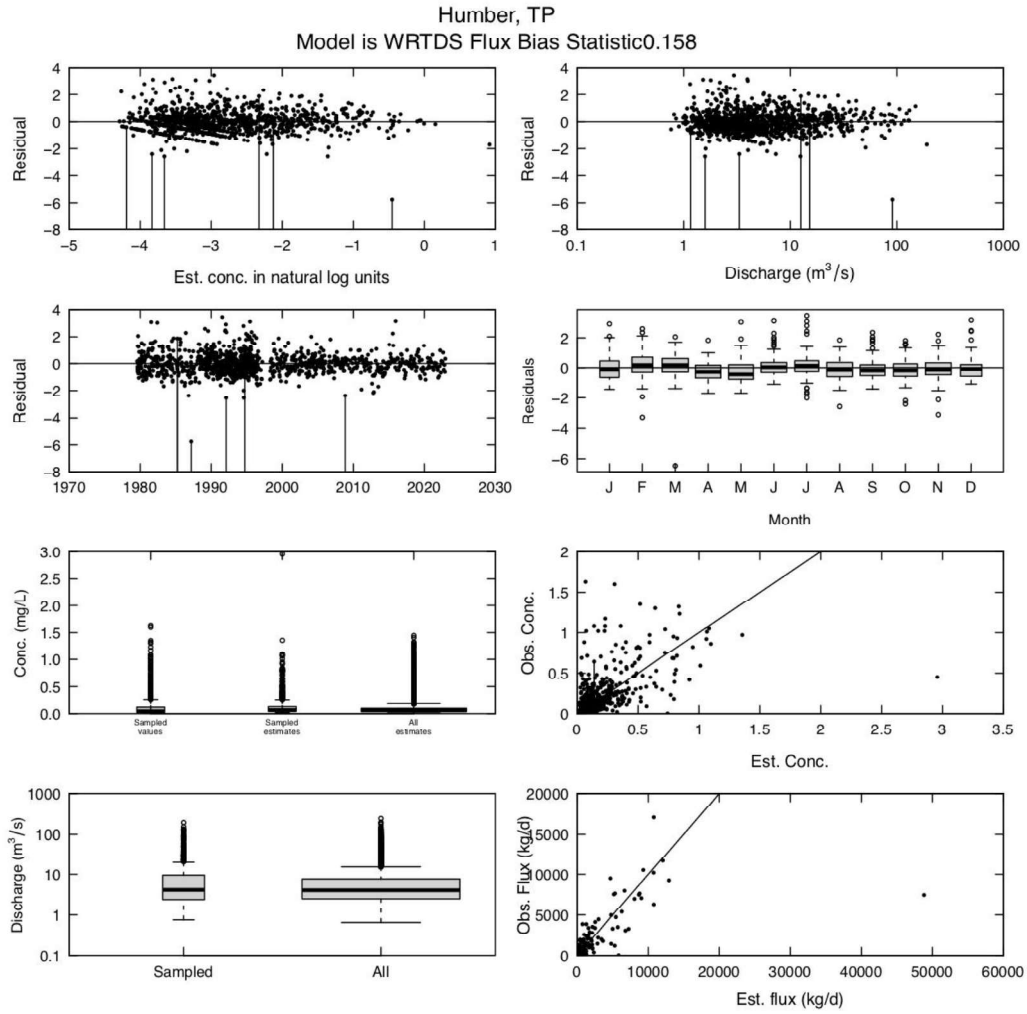 Humber, TP
Model is WRTDS Flux Bias Statistic0.158
4
2
0
−2
−4
−6
−8
Residual
−5 −4 −3 −2 −1 0 1
Est. conc. in natural log units
4
2
0
−2
−4
−6
−8
Residual
0.1 1 10 100 1000
Discharge (m³/s)
4
2
0
−2
−4
−6
−8
Residual
1970 1980 1990 2000 2010 2020 2030
2
0
−2
−4
−6
Residuals
J F M A M J J A S O N D
Month
3.0
2.5
2.0
1.5
1.0
0.5
0.0
Conc. (mg/L)
Sampled values
Sampled estimates
All estimates
2
1.5
1
0.5
0
Obs. Conc.
0 0.5 1 1.5 2 2.5 3 3.5
Est. Conc.
1000
100
10
1
0.1
Discharge (m³/s)
Sampled All
20000
15000
10000
5000
0
Obs. Flux (kg/d)
0 10000 20000 30000 40000 50000 60000
Est. flux (kg/d)